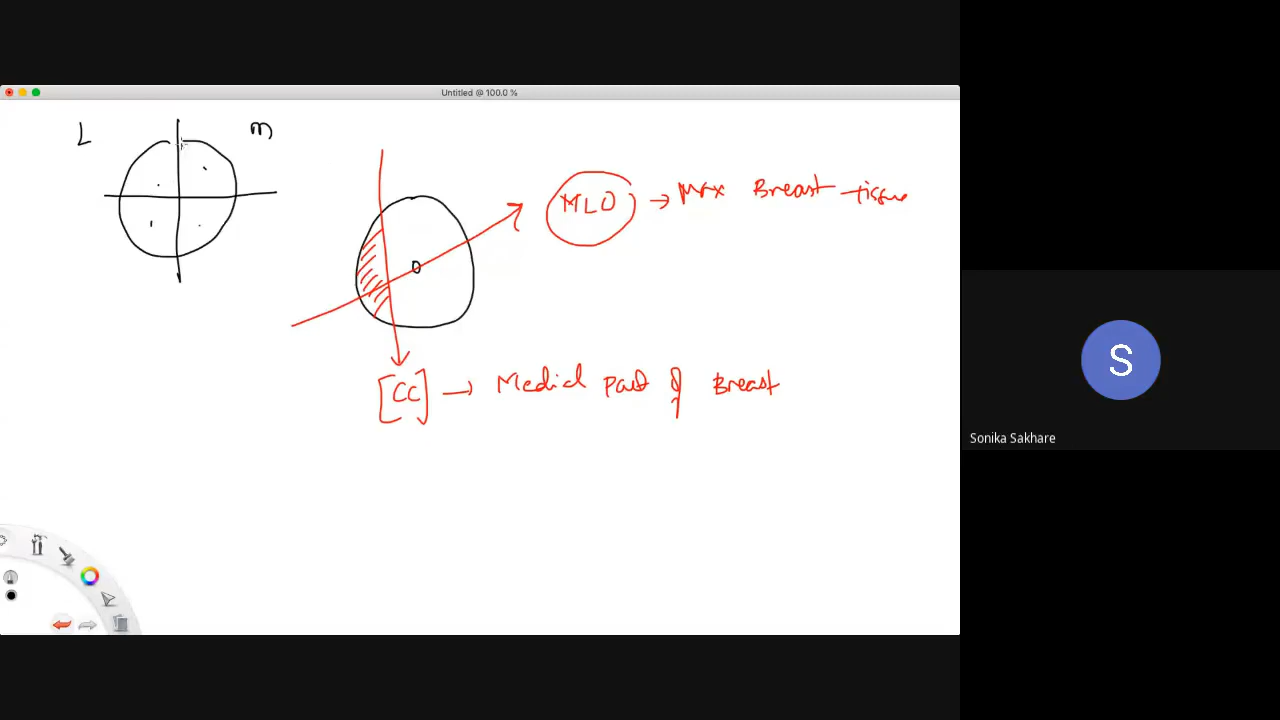 Untitled @ 100.0 %
L m
MLO → Max Breast tissue
[CC] → Medial part of Breast
S
Sonika Sakhare